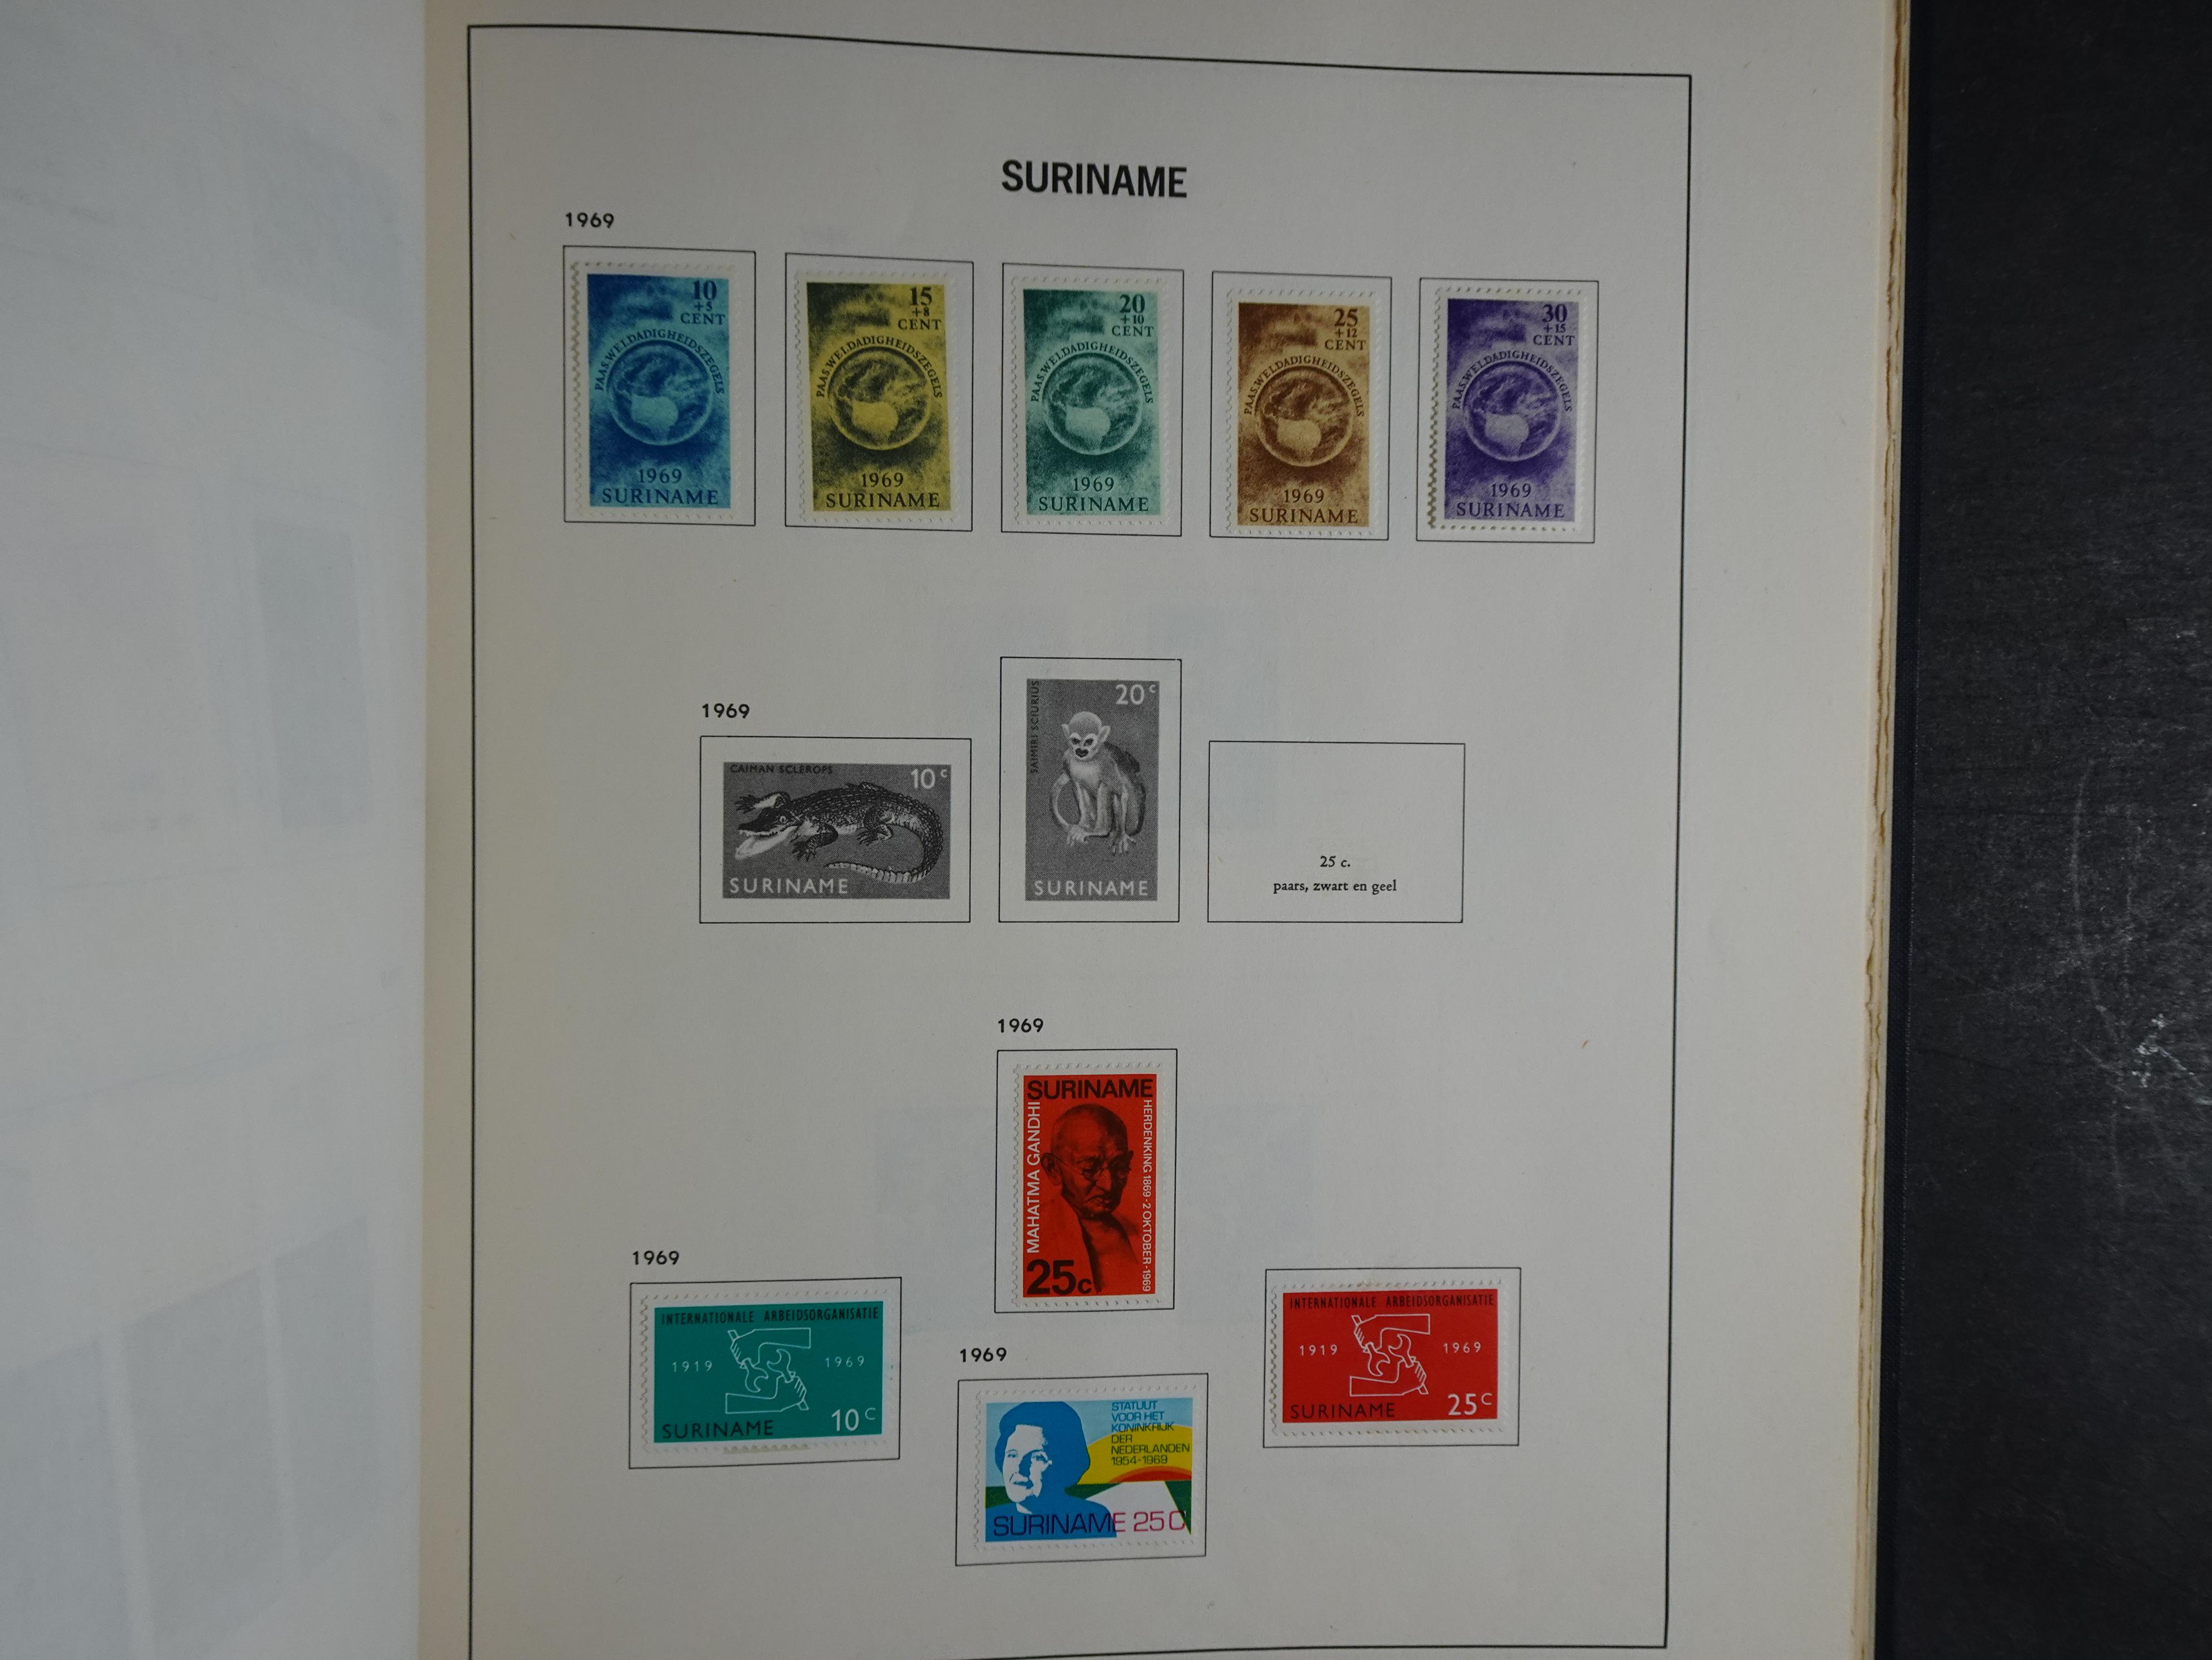 SURINAME
1969
10
+5
CENT
PAASWELDADIGHEIDSZEGELS
1969
SURINAME
15
+8
CENT
PAASWELDADIGHEIDSZEGELS
1969
SURINAME
20
+10
CENT
PAASWELDADIGHEIDSZEGELS
1969
SURINAME
25
+12
CENT
PAASWELDADIGHEIDSZEGELS
1969
SURINAME
30
+15
CENT
PAASWELDADIGHEIDSZEGELS
1969
SURINAME
1969
CAIMAN SCLEROPS
10c
SURINAME
SAIMIRI SCIURIUS
20c
SURINAME
25 c.
paars, zwart en geel
1969
SURINAME
MAHATMA GANDHI
HERDENKING 1869-2 OKTOBER-1969
25c
1969
INTERNATIONALE ARBEIDSORGANISATIE
1919 1969
SURINAME 10c
1969
STATUUT
VOOR HET
KONINKRIJK
DER
NEDERLANDEN
1954-1969
SURINAME 25C
INTERNATIONALE ARBEIDSORGANISATIE
1919 1969
SURINAME 25c